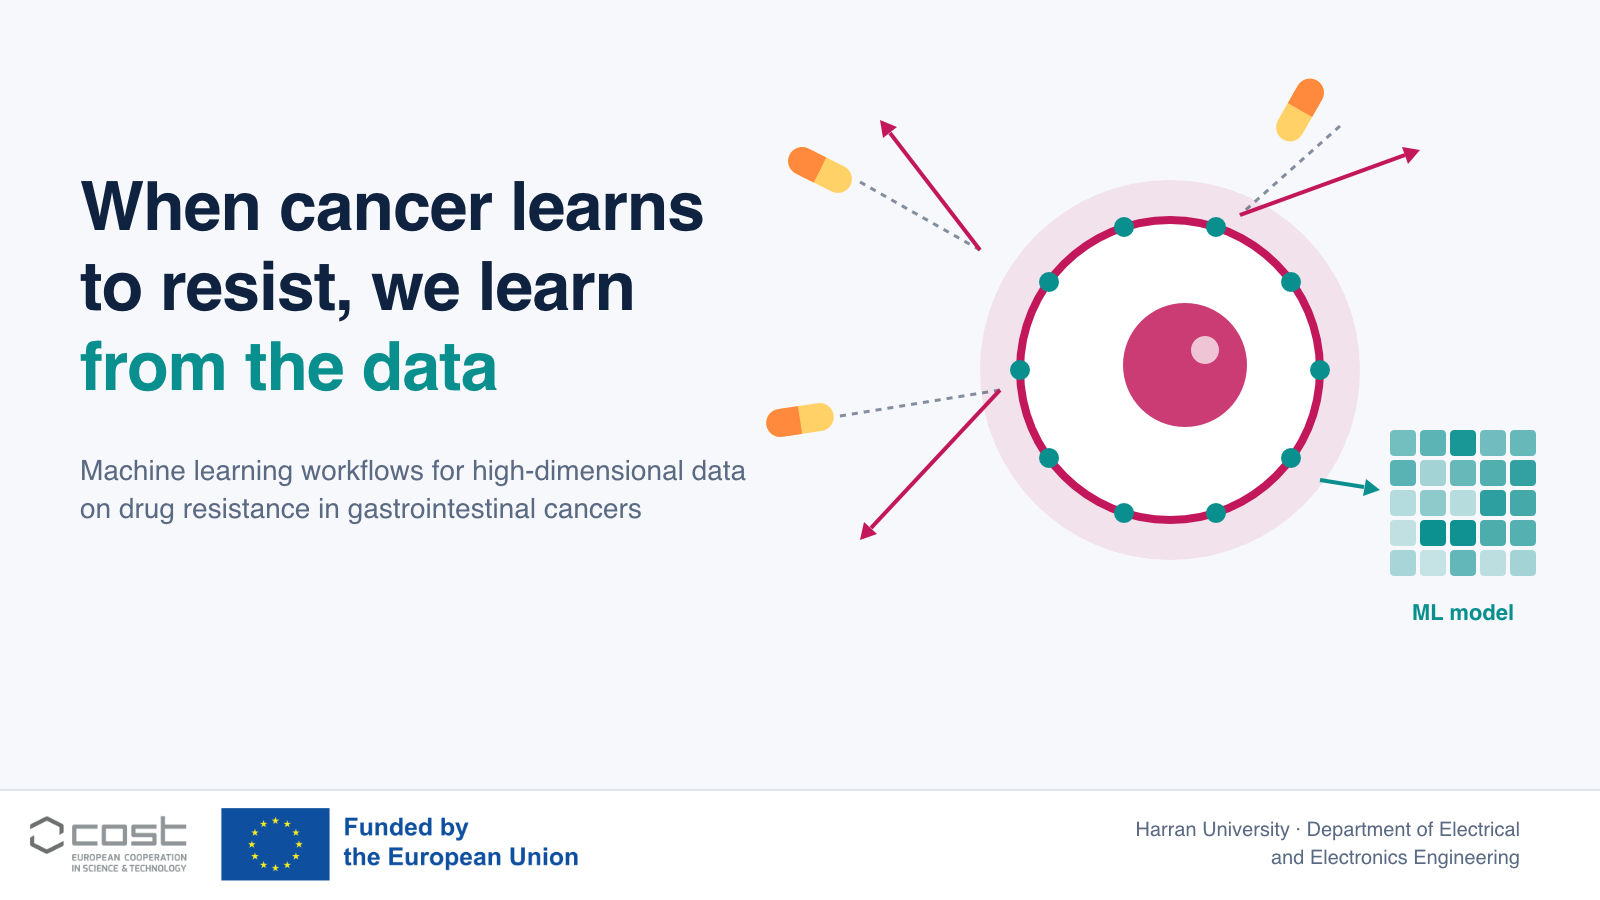 When cancer learns
to resist, we learn
from the data
Machine learning workflows for high-dimensional data
on drug resistance in gastrointestinal cancers
ML model
cost
EUROPEAN COOPERATION
IN SCIENCE & TECHNOLOGY
Funded by
the European Union
Harran University · Department of Electrical
and Electronics Engineering